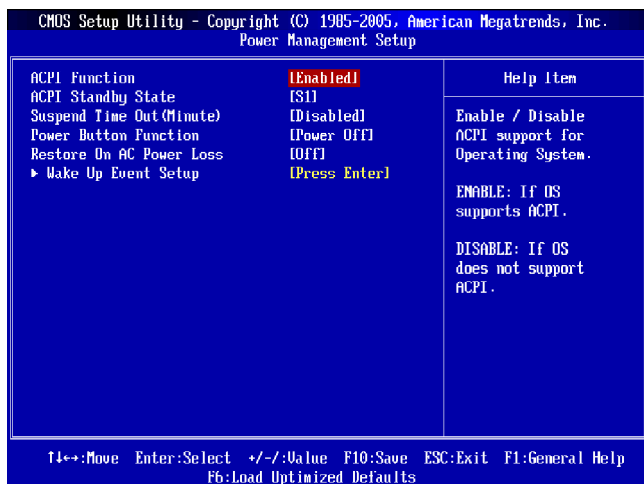 CMOS Setup Utility - Copyright (C) 1985-2005, American Megatrends, Inc.
Power Management Setup
ACPI Function [Enabled]
ACPI Standby State [S1]
Suspend Time Out(Minute) [Disabled]
Power Button Function [Power Off]
Restore On AC Power Loss [Off]
▶ Wake Up Event Setup [Press Enter]
Help Item
Enable / Disable
ACPI support for
Operating System.
ENABLE: If OS
supports ACPI.
DISABLE: If OS
does not support
ACPI.
↑↓←→:Move Enter:Select +/-/:Value F10:Save ESC:Exit F1:General Help
F6:Load Optimized Defaults